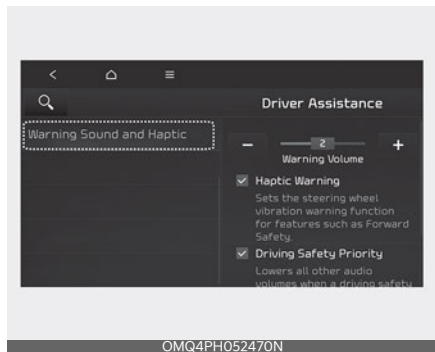 Driver Assistance
Warning Sound and Haptic
2
Warning Volume
Haptic Warning
Sets the steering wheel
vibration warning function
for features such as Forward
Safety.
Driving Safety Priority
Lowers all other audio
volumes when a driving safety
OMQ4PH052470N